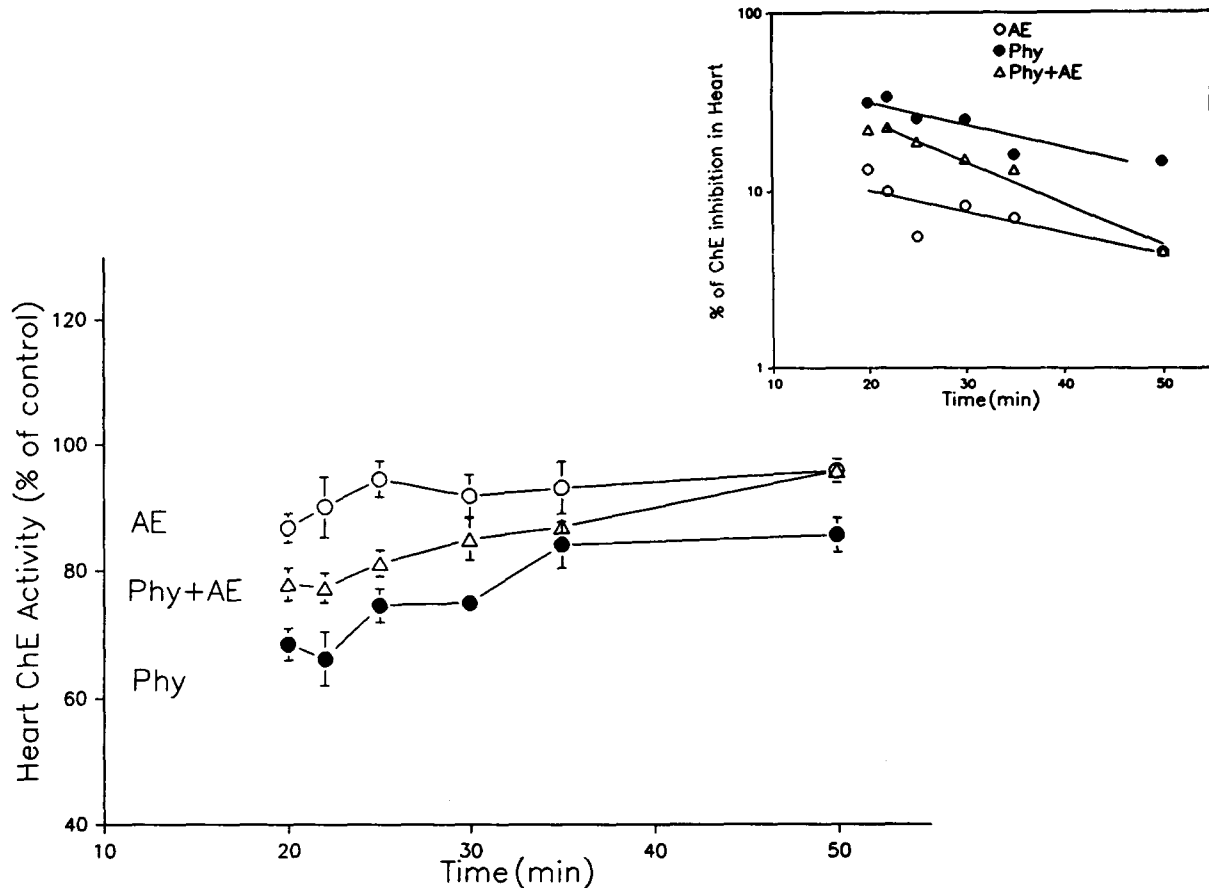 100
10
1
% of ChE inhibition in Heart
AE
Phy
Phy+AE
10
20
30
40
50
Time(min)
Heart ChE Activity (% of control)
120
100
80
60
40
AE
Phy+AE
Phy
10
20
30
40
50
Time(min)